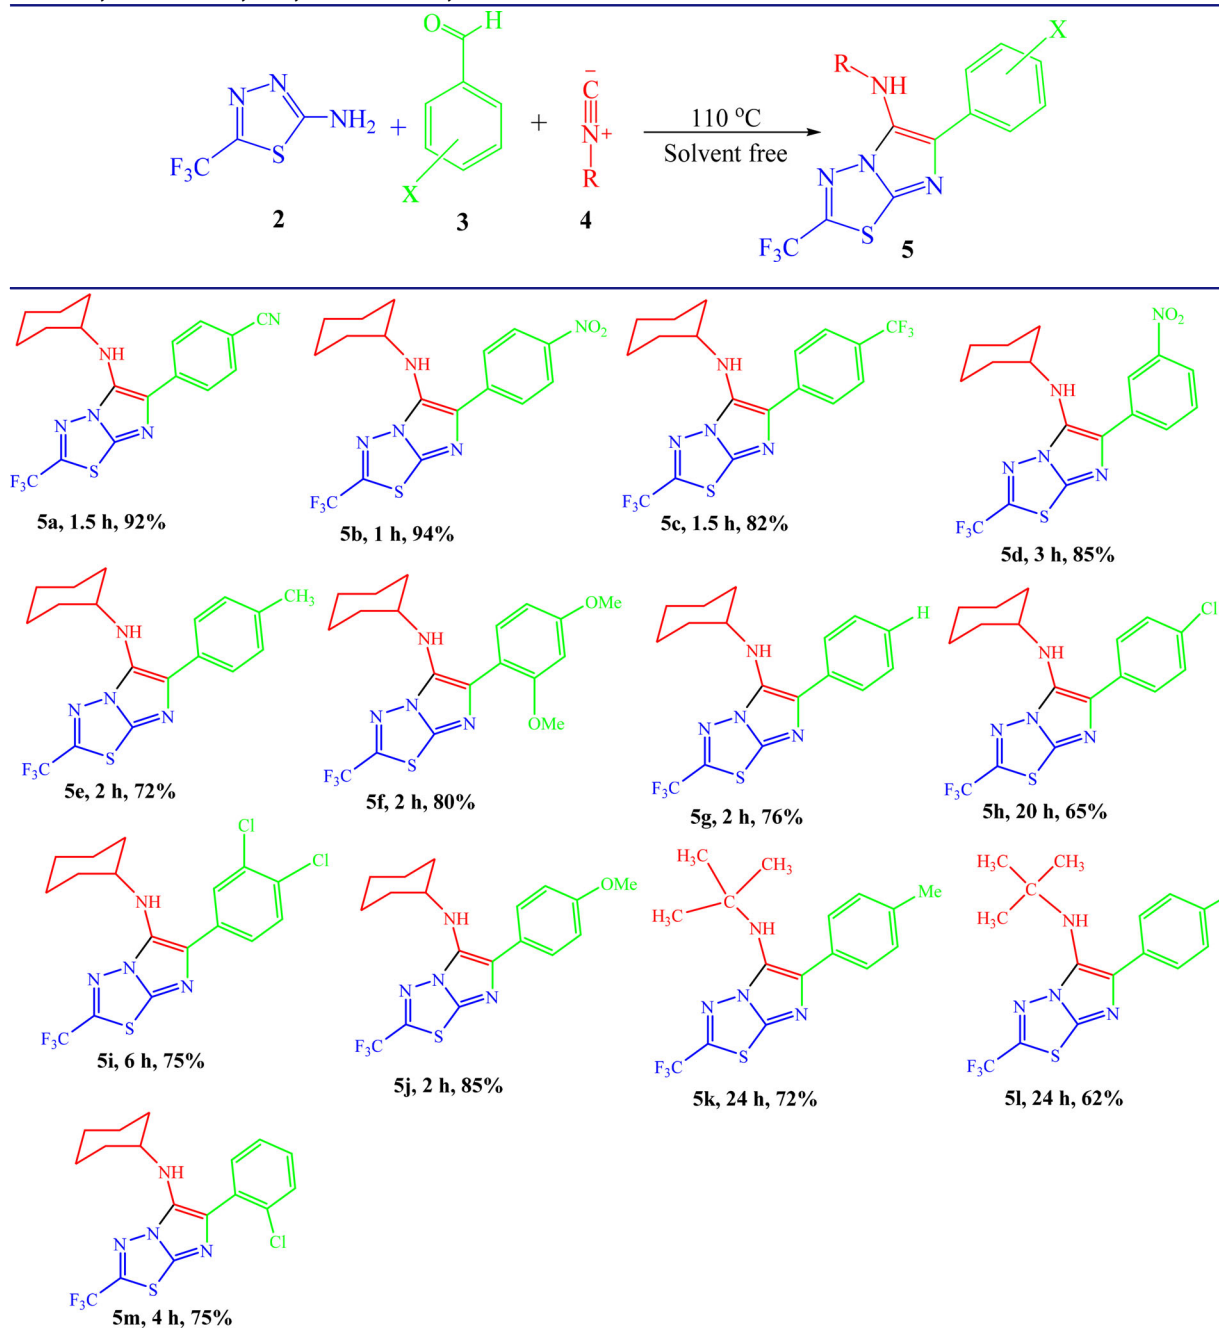 O
H
X
N
N
S
NH2
F3C
2
+
X
3
+
−
C
N+
R
4
110 °C
Solvent free
R
NH
X
N
N
N
S
F3C
5
NH
CN
N
N
N
S
F3C
5a, 1.5 h, 92%
NH
NO2
N
N
N
S
F3C
5b, 1 h, 94%
NH
CF3
N
N
N
S
F3C
5c, 1.5 h, 82%
NH
NO2
N
N
N
S
F3C
5d, 3 h, 85%
NH
CH3
N
N
N
S
F3C
5e, 2 h, 72%
NH
OMe
OMe
N
N
N
S
F3C
5f, 2 h, 80%
NH
H
N
N
N
S
F3C
5g, 2 h, 76%
NH
Cl
N
N
N
S
F3C
5h, 20 h, 65%
NH
Cl
Cl
N
N
N
S
F3C
5i, 6 h, 75%
NH
OMe
N
N
N
S
F3C
5j, 2 h, 85%
H3C
CH3
C
H3C
NH
Me
N
N
N
S
F3C
5k, 24 h, 72%
H3C
CH3
C
H3C
NH
N
N
N
S
F3C
5l, 24 h, 62%
NH
Cl
N
N
N
S
F3C
5m, 4 h, 75%